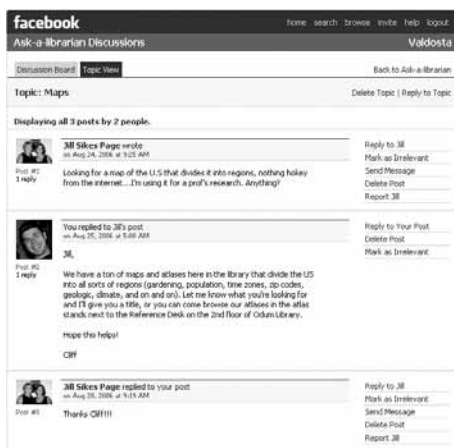 facebook
home search browse invite help logout
Ask-a-librarian Discussions
Valdosta
Discussion Board Topic View
Back to Ask-a-librarian
Topic: Maps
Delete Topic | Reply to Topic
Displaying all 3 posts by 2 people.
Jill Sikes Page wrote
on Aug 24, 2006 at 9:25 AM
Post #1
1 reply
Looking for a map of the U.S that divides it into regions, nothing hokey
from the internet....I'm using it for a prof's research. Anything?
Reply to Jill
Mark as Irrelevant
Send Message
Delete Post
Report Jill
You replied to Jill's post
on Aug 25, 2006 at 5:00 AM
Post #2
1 reply
Jill,
We have a ton of maps and atlases here in the library that divide the US
into all sorts of regions (gardening, population, time zones, zip codes,
geologic, climate, and on and on). Let me know what you're looking for
and I'll give you a title, or you can come browse our atlases in the atlas
stands next to the Reference Desk on the 2nd floor of Odum Library.
Hope this helps!
Cliff
Reply to Your Post
Delete Post
Mark as Irrelevant
Jill Sikes Page replied to your post
on Aug 28, 2006 at 9:15 AM
Post #3
Thanks Cliff!!!
Reply to Jill
Mark as Irrelevant
Send Message
Delete Post
Report Jill